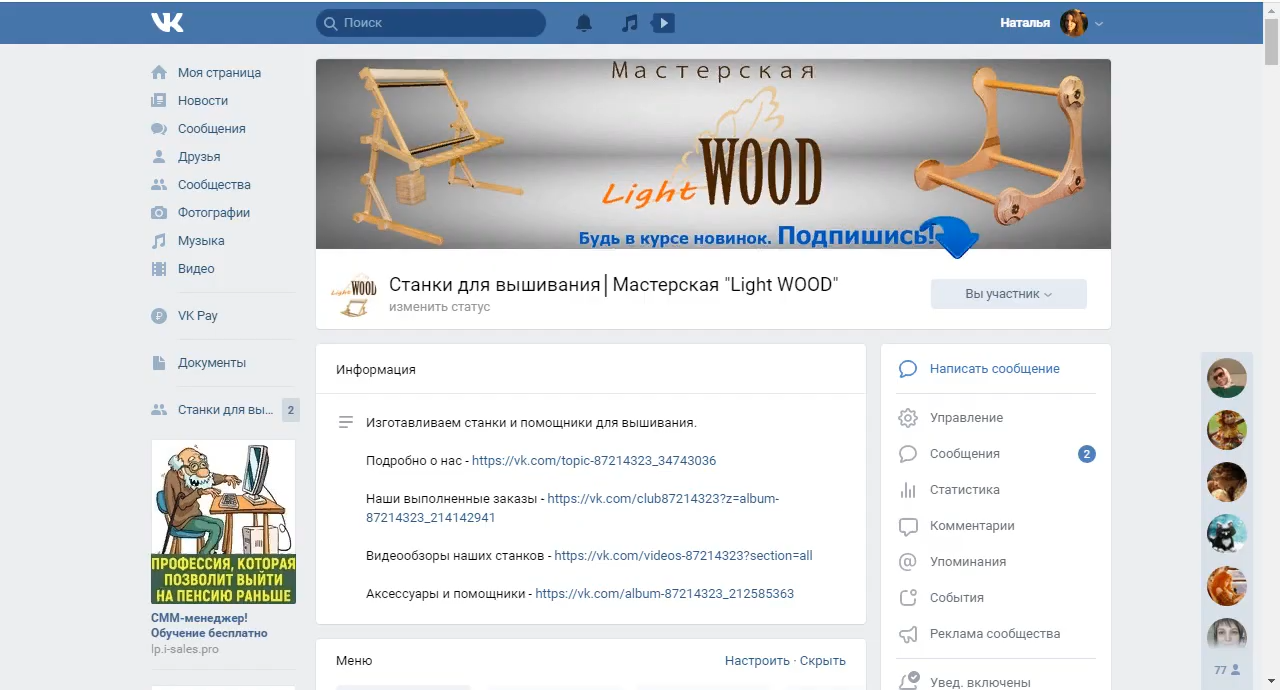 VK
Поиск
Наталья
Моя страница
Новости
Сообщения
Друзья
Сообщества
Фотографии
Музыка
Видео
VK Pay
Документы
Станки для вы... 2
ПРОФЕССИЯ, КОТОРАЯ
ПОЗВОЛИТ ВЫЙТИ
НА ПЕНСИЮ РАНЬШЕ
СММ-менеджер!
Обучение бесплатно
lp.i-sales.pro
Мастерская
Light WOOD
Будь в курсе новинок. Подпишись!
Light WOOD
Станки для вышивания│Мастерская "Light WOOD"
изменить статус
Вы участник
Информация
Изготавливаем станки и помощники для вышивания.
Подробно о нас - https://vk.com/topic-87214323_34743036
Наши выполненные заказы - https://vk.com/club87214323?z=album-
87214323_214142941
Видеообзоры наших станков - https://vk.com/videos-87214323?section=all
Аксессуары и помощники - https://vk.com/album-87214323_212585363
Меню
Настроить · Скрыть
Написать сообщение
Управление
Сообщения 2
Статистика
Комментарии
Упоминания
События
Реклама сообщества
Увед. включены
77